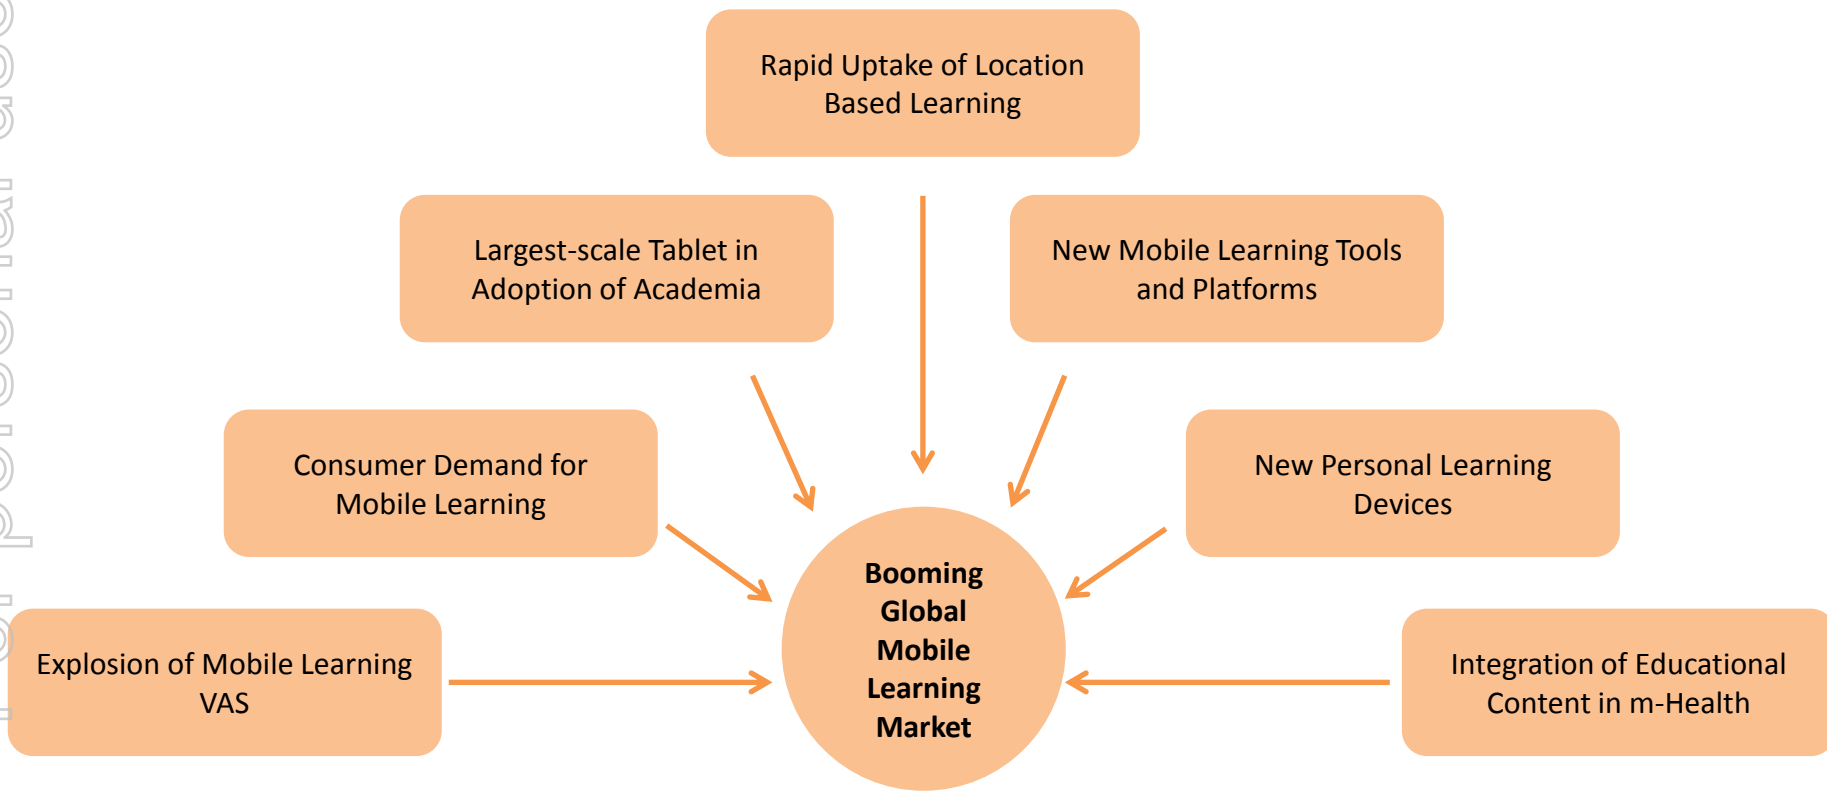 Rapid Uptake of Location
Based Learning
Largest-scale Tablet in
Adoption of Academia
New Mobile Learning Tools
and Platforms
Consumer Demand for
Mobile Learning
New Personal Learning
Devices
Explosion of Mobile Learning
VAS
Booming
Global
Mobile
Learning
Market
Integration of Educational
Content in m-Health